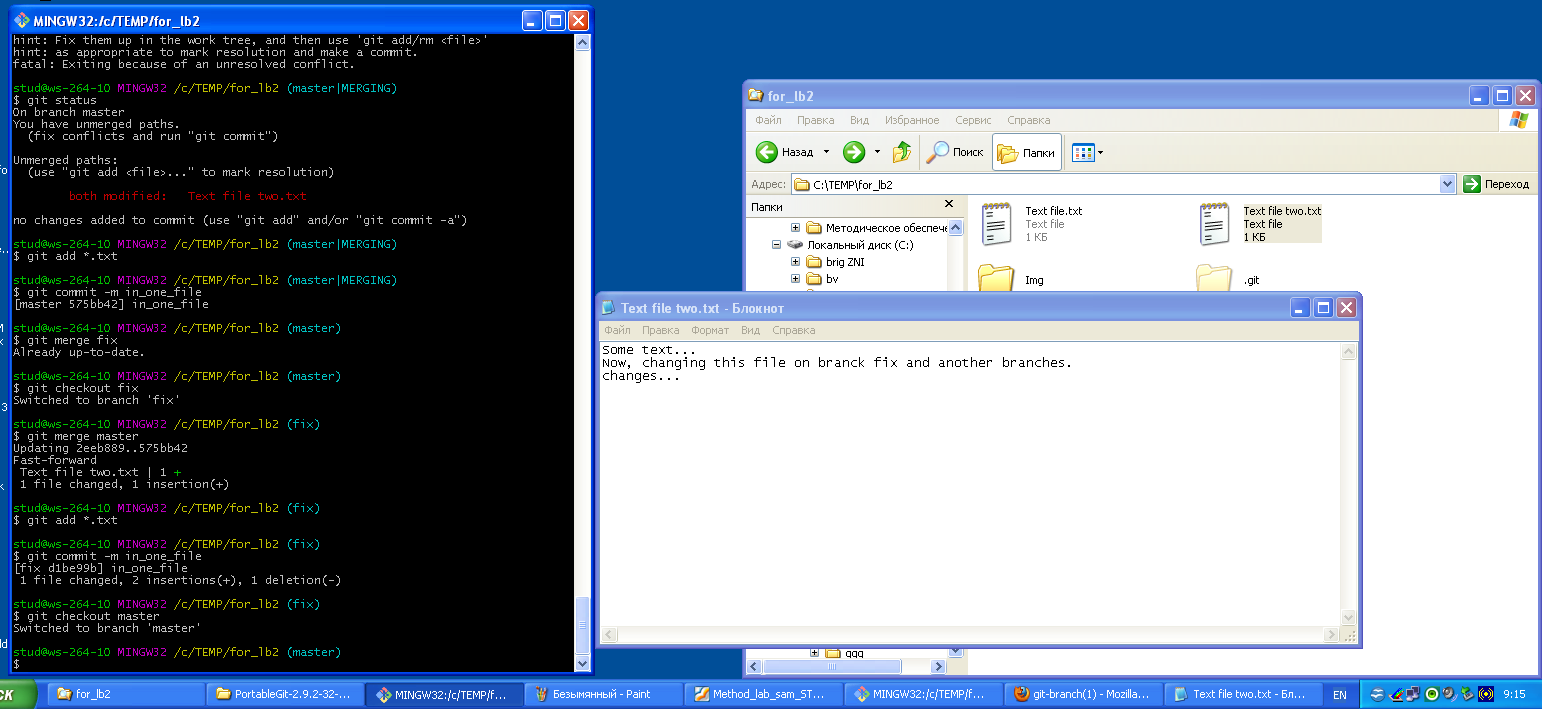 MINGW32:/c/TEMP/for_lb2
hint: Fix them up in the work tree, and then use 'git add/rm <file>'
hint: as appropriate to mark resolution and make a commit.
fatal: Exiting because of an unresolved conflict.
stud@ws-264-10 MINGW32 /c/TEMP/for_lb2 (master|MERGING)
$ git status
On branch master
You have unmerged paths.
(fix conflicts and run "git commit")
Unmerged paths:
(use "git add <file>..." to mark resolution)
both modified:   Text file two.txt
no changes added to commit (use "git add" and/or "git commit -a")
stud@ws-264-10 MINGW32 /c/TEMP/for_lb2 (master|MERGING)
$ git add *.txt
stud@ws-264-10 MINGW32 /c/TEMP/for_lb2 (master|MERGING)
$ git commit -m in_one_file
[master 575bb42] in_one_file
stud@ws-264-10 MINGW32 /c/TEMP/for_lb2 (master)
$ git merge fix
Already up-to-date.
stud@ws-264-10 MINGW32 /c/TEMP/for_lb2 (master)
$ git checkout fix
Switched to branch 'fix'
stud@ws-264-10 MINGW32 /c/TEMP/for_lb2 (fix)
$ git merge master
Updating 2eeb889..575bb42
Fast-forward
Text file two.txt | 1 +
1 file changed, 1 insertion(+)
stud@ws-264-10 MINGW32 /c/TEMP/for_lb2 (fix)
$ git add *.txt
stud@ws-264-10 MINGW32 /c/TEMP/for_lb2 (fix)
$ git commit -m in_one_file
[fix d1be99b] in_one_file
1 file changed, 2 insertions(+), 1 deletion(-)
stud@ws-264-10 MINGW32 /c/TEMP/for_lb2 (fix)
$ git checkout master
Switched to branch 'master'
stud@ws-264-10 MINGW32 /c/TEMP/for_lb2 (master)
$
for_lb2
Файл Правка Вид Избранное Сервис Справка
Назад Поиск Папки
Адрес: C:\TEMP\for_lb2 Переход
Папки
Методическое обеспече
Локальный диск (C:)
brig ZNI
bv
Text file.txt
Text file
1 КБ
Text file two.txt
Text file
1 КБ
Img
.git
Text file two.txt - Блокнот
Файл Правка Формат Вид Справка
Some text...
Now, changing this file on branck fix and another branches.
changes...
for_lb2
PortableGit-2.9.2-32-...
MINGW32:/c/TEMP/f...
Безымянный - Paint
Method_lab_sam_ST...
MINGW32:/c/TEMP/f...
git-branch(1) - Mozilla...
Text file two.txt - Бл...
EN
9:15